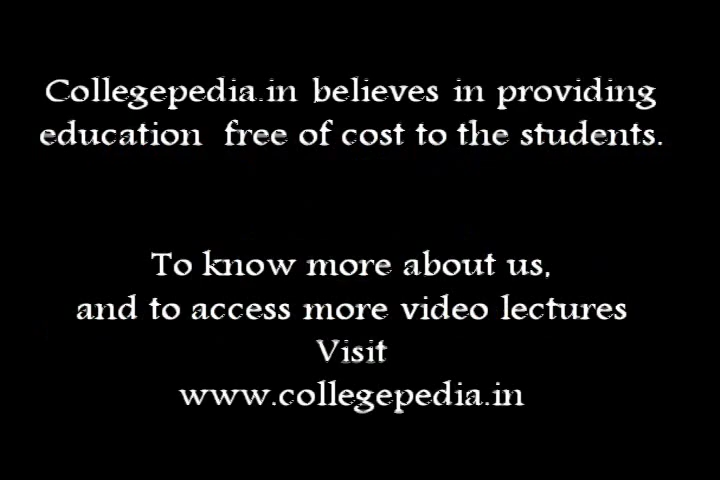 Collegepedia.in believes in providing
education free of cost to the students.
To know more about us,
and to access more video lectures
Visit
www.collegepedia.in